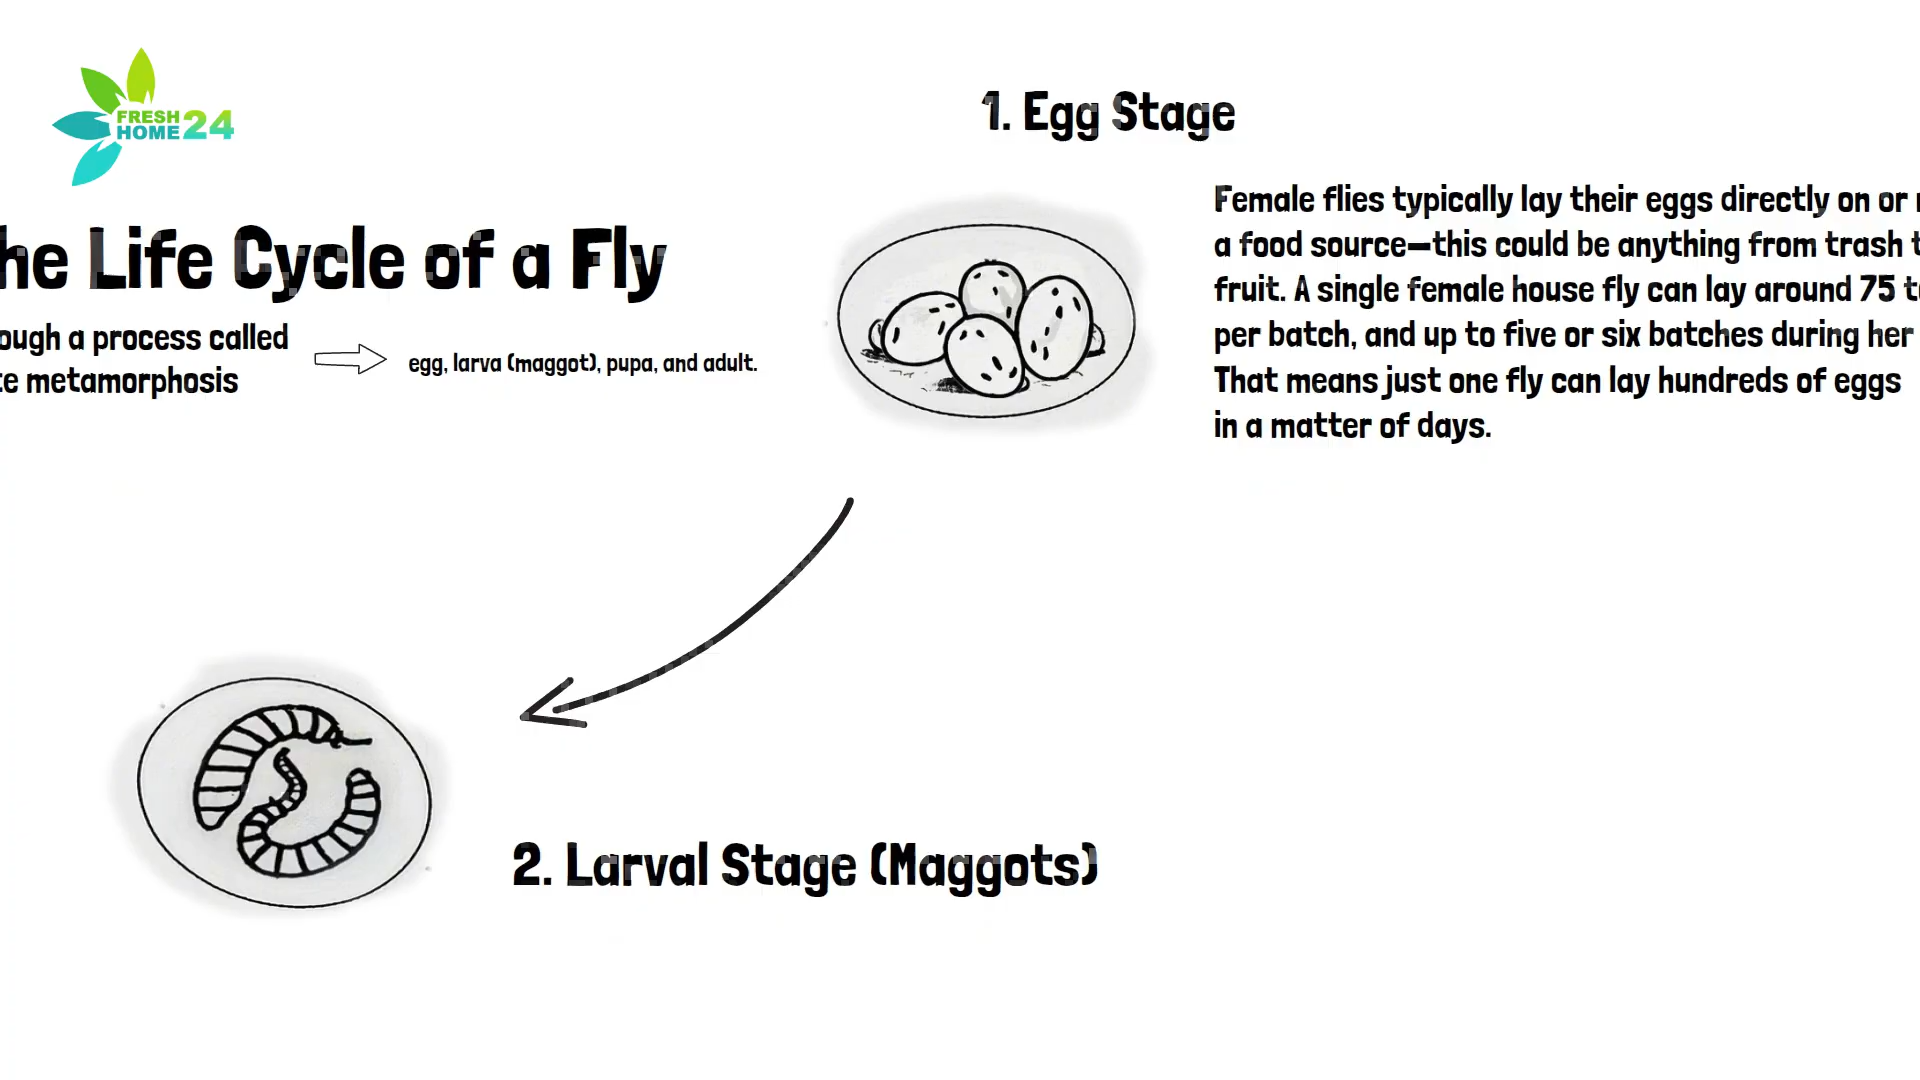 FRESH
HOME 24
1. Egg Stage
he Life Cycle of a Fly
ough a process called
te metamorphosis
egg, larva (maggot), pupa, and adult.
Female flies typically lay their eggs directly on or
a food source—this could be anything from trash
fruit. A single female house fly can lay around 75
per batch, and up to five or six batches during her
That means just one fly can lay hundreds of eggs
in a matter of days.
2. Larval Stage (Maggots)